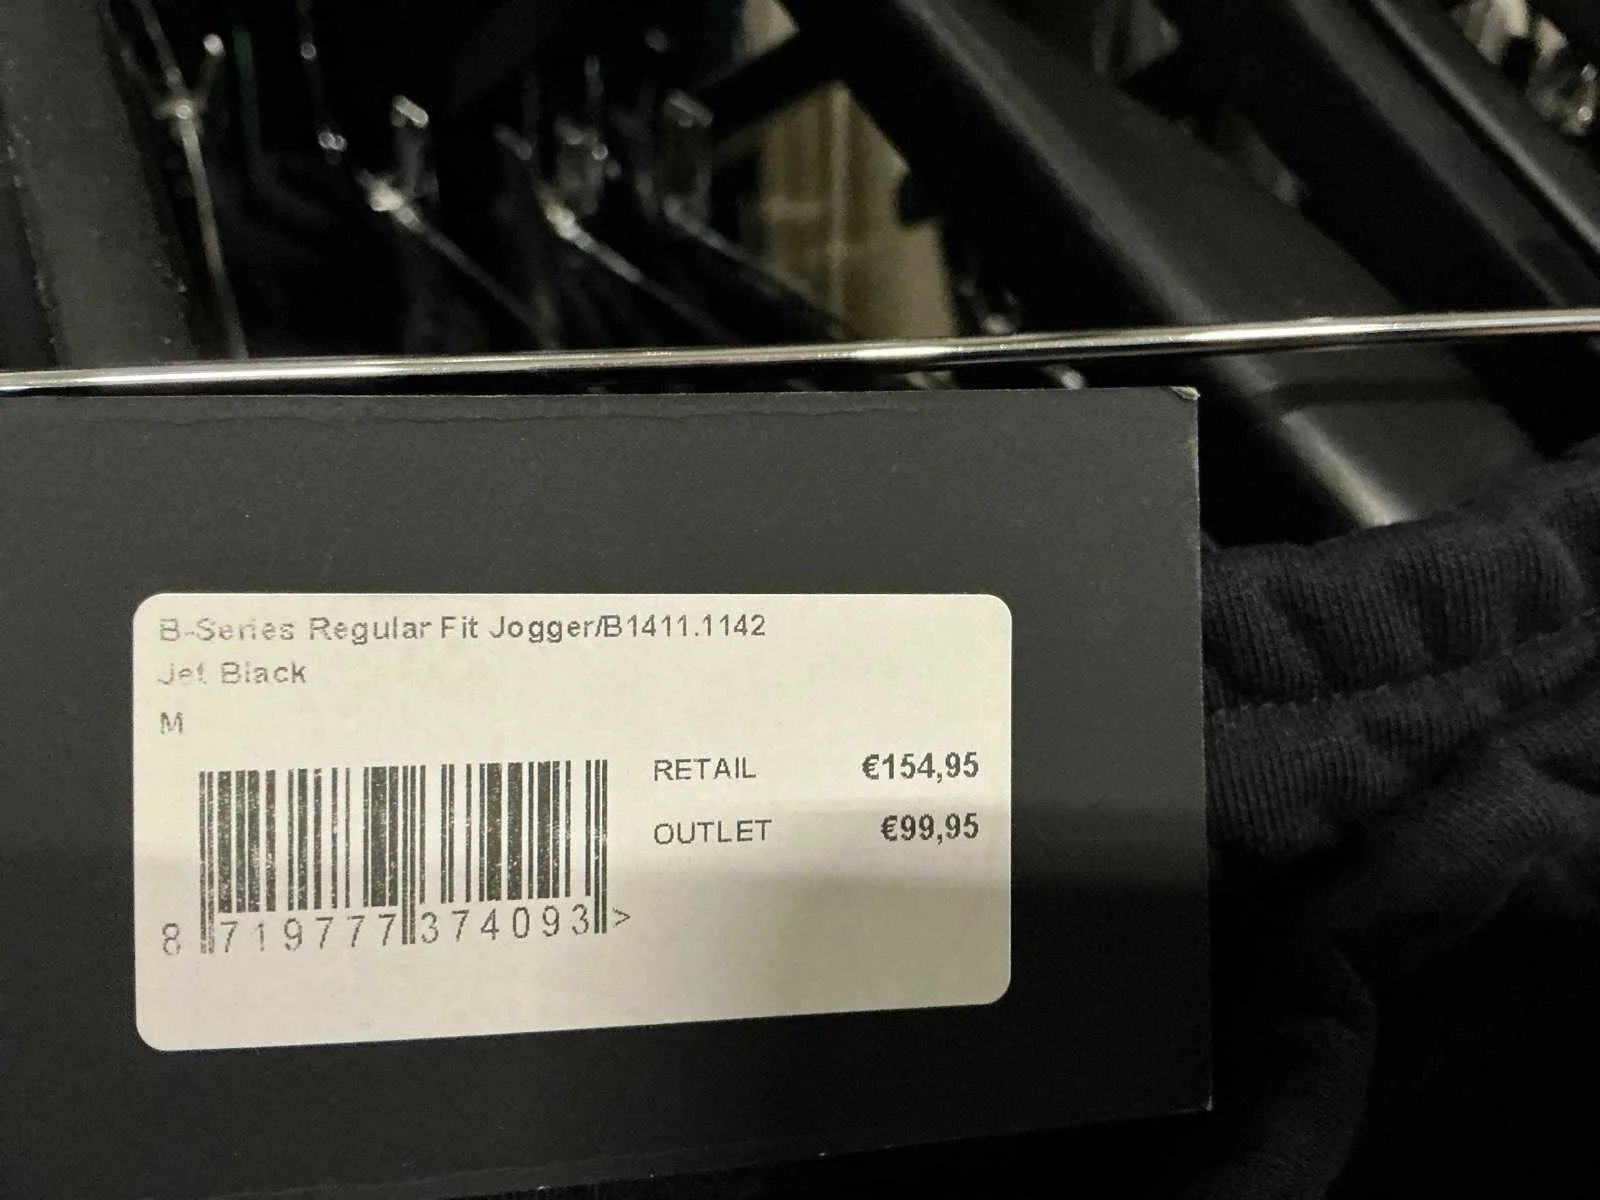 B-Series Regular Fit Jogger/B1411.1142
Jet Black
M
RETAIL €154,95
OUTLET €99,95
8 719777 374093 >